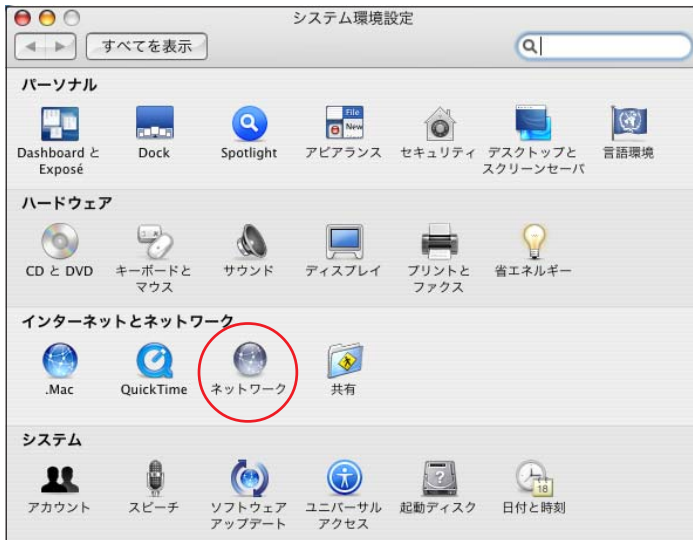 システム環境設定
すべてを表示
パーソナル
Dashboard と
Exposé
Dock
Spotlight
File
New
アピアランス
セキュリティ
デスクトップと
スクリーンセーバ
言語環境
ハードウェア
CD と DVD
キーボードと
マウス
サウンド
ディスプレイ
プリントと
ファクス
省エネルギー
インターネットとネットワーク
.Mac
QuickTime
ネットワーク
共有
システム
アカウント
スピーチ
ソフトウェア
アップデート
ユニバーサル
アクセス
?
起動ディスク
18
日付と時刻